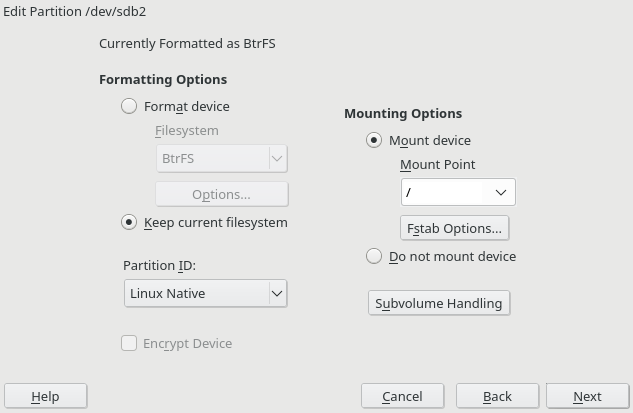 Edit Partition /dev/sdb2
Currently Formatted as BtrFS
Formatting Options
Format device
Filesystem
BtrFS
Options...
Keep current filesystem
Partition ID:
Linux Native
Encrypt Device
Mounting Options
Mount device
Mount Point
/
Fstab Options...
Do not mount device
Subvolume Handling
Help
Cancel
Back
Next